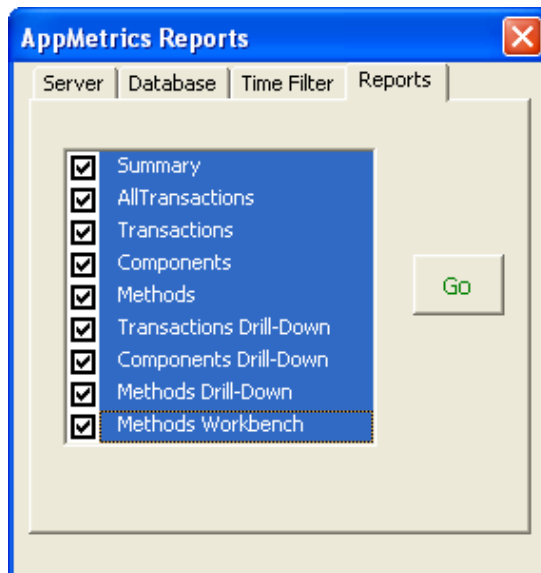 AppMetrics Reports
Server Database Time Filter Reports
Summary
AllTransactions
Transactions
Components
Methods
Go
Transactions Drill-Down
Components Drill-Down
Methods Drill-Down
Methods Workbench